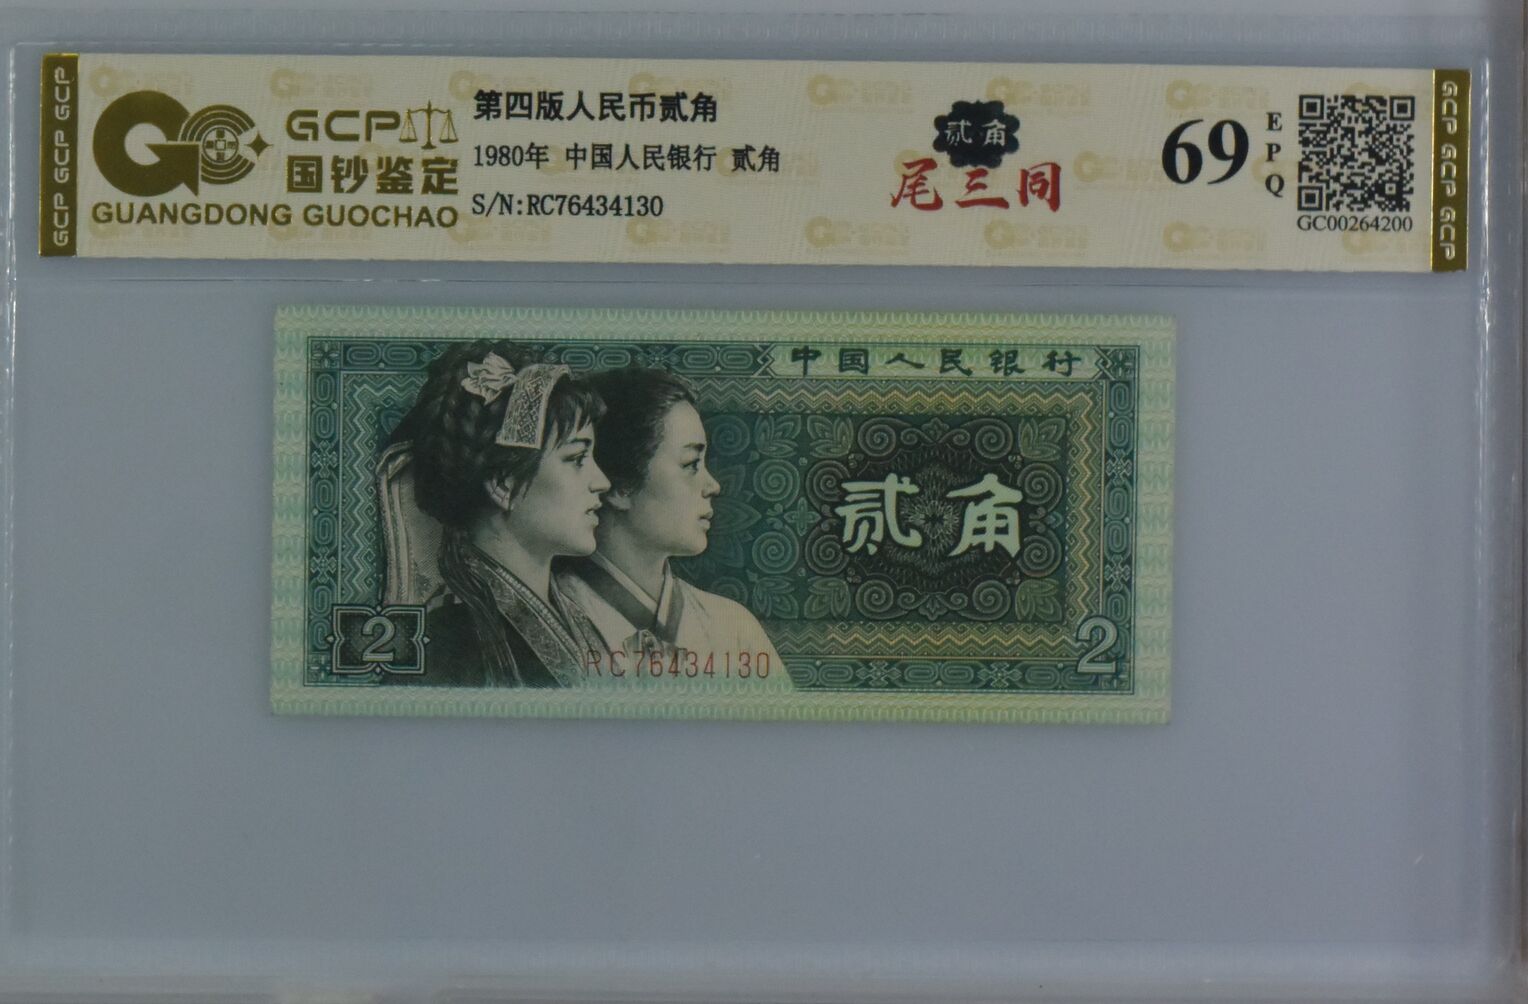 GCP GCP GCP
GCP
国钞鉴定
GUANGDONG GUOCHAO
第四版人民币贰角
1980年 中国人民银行 贰角
S/N:RC76434130
贰角
尾三同
69
EPQ
GC00264200
GCP GCP GCP
中国人民银行
贰角
2
RC76434130
2